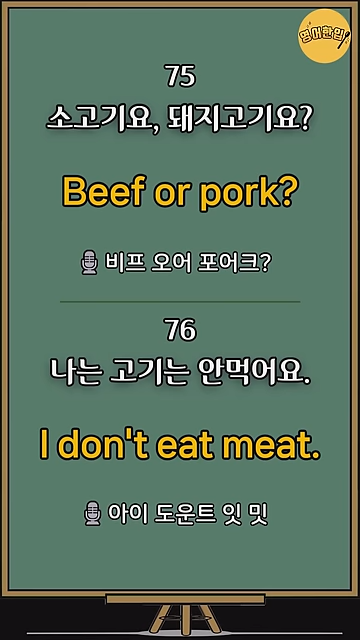 영어한입
75
소고기요, 돼지고기요?
Beef or pork?
비프 오어 포어크?
76
나는 고기는 안먹어요.
I don't eat meat.
아이 도운트 잇 밋